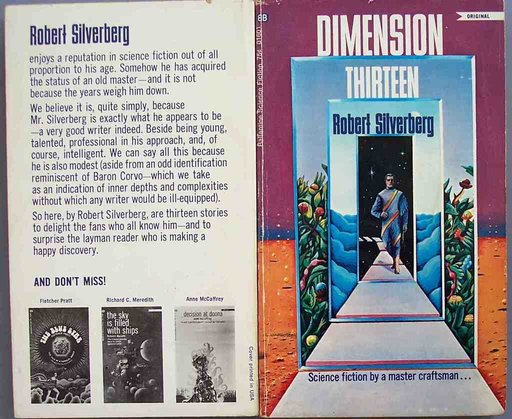 Robert Silverberg
enjoys a reputation in science fiction out of all
proportion to his age. Somehow he has acquired
the status of an old master—and it is not
because the years weigh him down.
We believe it is, quite simply, because
Mr. Silverberg is exactly what he appears to be
—a very good writer indeed. Beside being young,
talented, professional in his approach, and, of
course, intelligent. We can say all this because
he is also modest (aside from an odd identification
reminiscent of Baron Corvo—which we take
as an indication of inner depths and complexities
without which any writer would be ill-equipped).
So here, by Robert Silverberg, are thirteen stories
to delight the fans who all know him—and to
surprise the layman reader who is making a
happy discovery.
AND DON'T MISS!
Fletcher Pratt
Richard C. Meredith
Anne McCaffrey
the sky
is filled
with ships
decision at doona
Cover printed in USA
BB
Ballantine Science Fiction 75¢
ORIGINAL
DIMENSION
THIRTEEN
Robert Silverberg
Science fiction by a master craftsman...